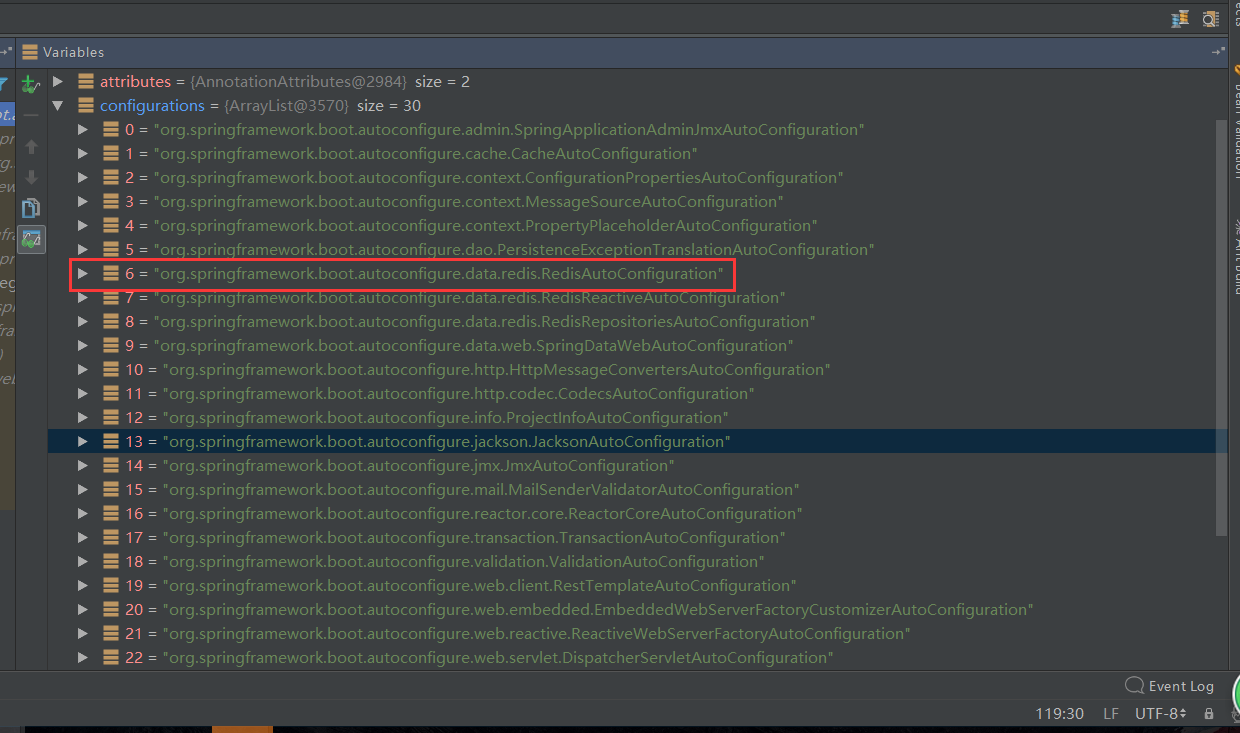 Variables
attributes = {AnnotationAttributes@2984} size = 2
configurations = {ArrayList@3570} size = 30
0 = "org.springframework.boot.autoconfigure.admin.SpringApplicationAdminJmxAutoConfiguration"
1 = "org.springframework.boot.autoconfigure.cache.CacheAutoConfiguration"
2 = "org.springframework.boot.autoconfigure.context.ConfigurationPropertiesAutoConfiguration"
3 = "org.springframework.boot.autoconfigure.context.MessageSourceAutoConfiguration"
4 = "org.springframework.boot.autoconfigure.context.PropertyPlaceholderAutoConfiguration"
5 = "org.springframework.boot.autoconfigure.dao.PersistenceExceptionTranslationAutoConfiguration"
6 = "org.springframework.boot.autoconfigure.data.redis.RedisAutoConfiguration"
7 = "org.springframework.boot.autoconfigure.data.redis.RedisReactiveAutoConfiguration"
8 = "org.springframework.boot.autoconfigure.data.redis.RedisRepositoriesAutoConfiguration"
9 = "org.springframework.boot.autoconfigure.data.web.SpringDataWebAutoConfiguration"
10 = "org.springframework.boot.autoconfigure.http.HttpMessageConvertersAutoConfiguration"
11 = "org.springframework.boot.autoconfigure.http.codec.CodecsAutoConfiguration"
12 = "org.springframework.boot.autoconfigure.info.ProjectInfoAutoConfiguration"
13 = "org.springframework.boot.autoconfigure.jackson.JacksonAutoConfiguration"
14 = "org.springframework.boot.autoconfigure.jmx.JmxAutoConfiguration"
15 = "org.springframework.boot.autoconfigure.mail.MailSenderValidatorAutoConfiguration"
16 = "org.springframework.boot.autoconfigure.reactor.core.ReactorCoreAutoConfiguration"
17 = "org.springframework.boot.autoconfigure.transaction.TransactionAutoConfiguration"
18 = "org.springframework.boot.autoconfigure.validation.ValidationAutoConfiguration"
19 = "org.springframework.boot.autoconfigure.web.client.RestTemplateAutoConfiguration"
20 = "org.springframework.boot.autoconfigure.web.embedded.EmbeddedWebServerFactoryCustomizerAutoConfiguration"
21 = "org.springframework.boot.autoconfigure.web.reactive.ReactiveWebServerFactoryAutoConfiguration"
22 = "org.springframework.boot.autoconfigure.web.servlet.DispatcherServletAutoConfiguration"
Event Log
119:30 LF UTF-8